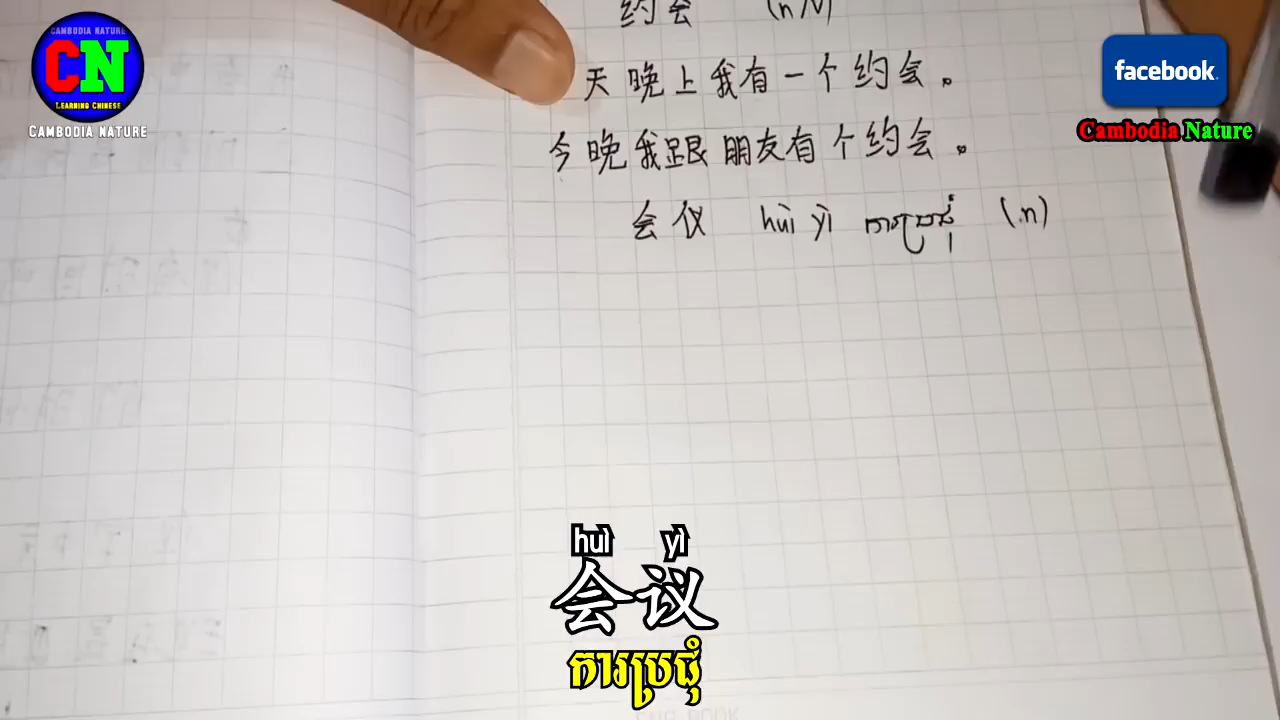 CAMBODIA NATURE
CN
LEARNING CHINESE
CAMBODIA NATURE
facebook
Cambodia Nature
约会 (n/v)
天晚上我有一个约会。
今晚我跟朋友有个约会。
会仪 huì yì ការប្រជុំ (n)
huì yì
会议
ការប្រជុំ